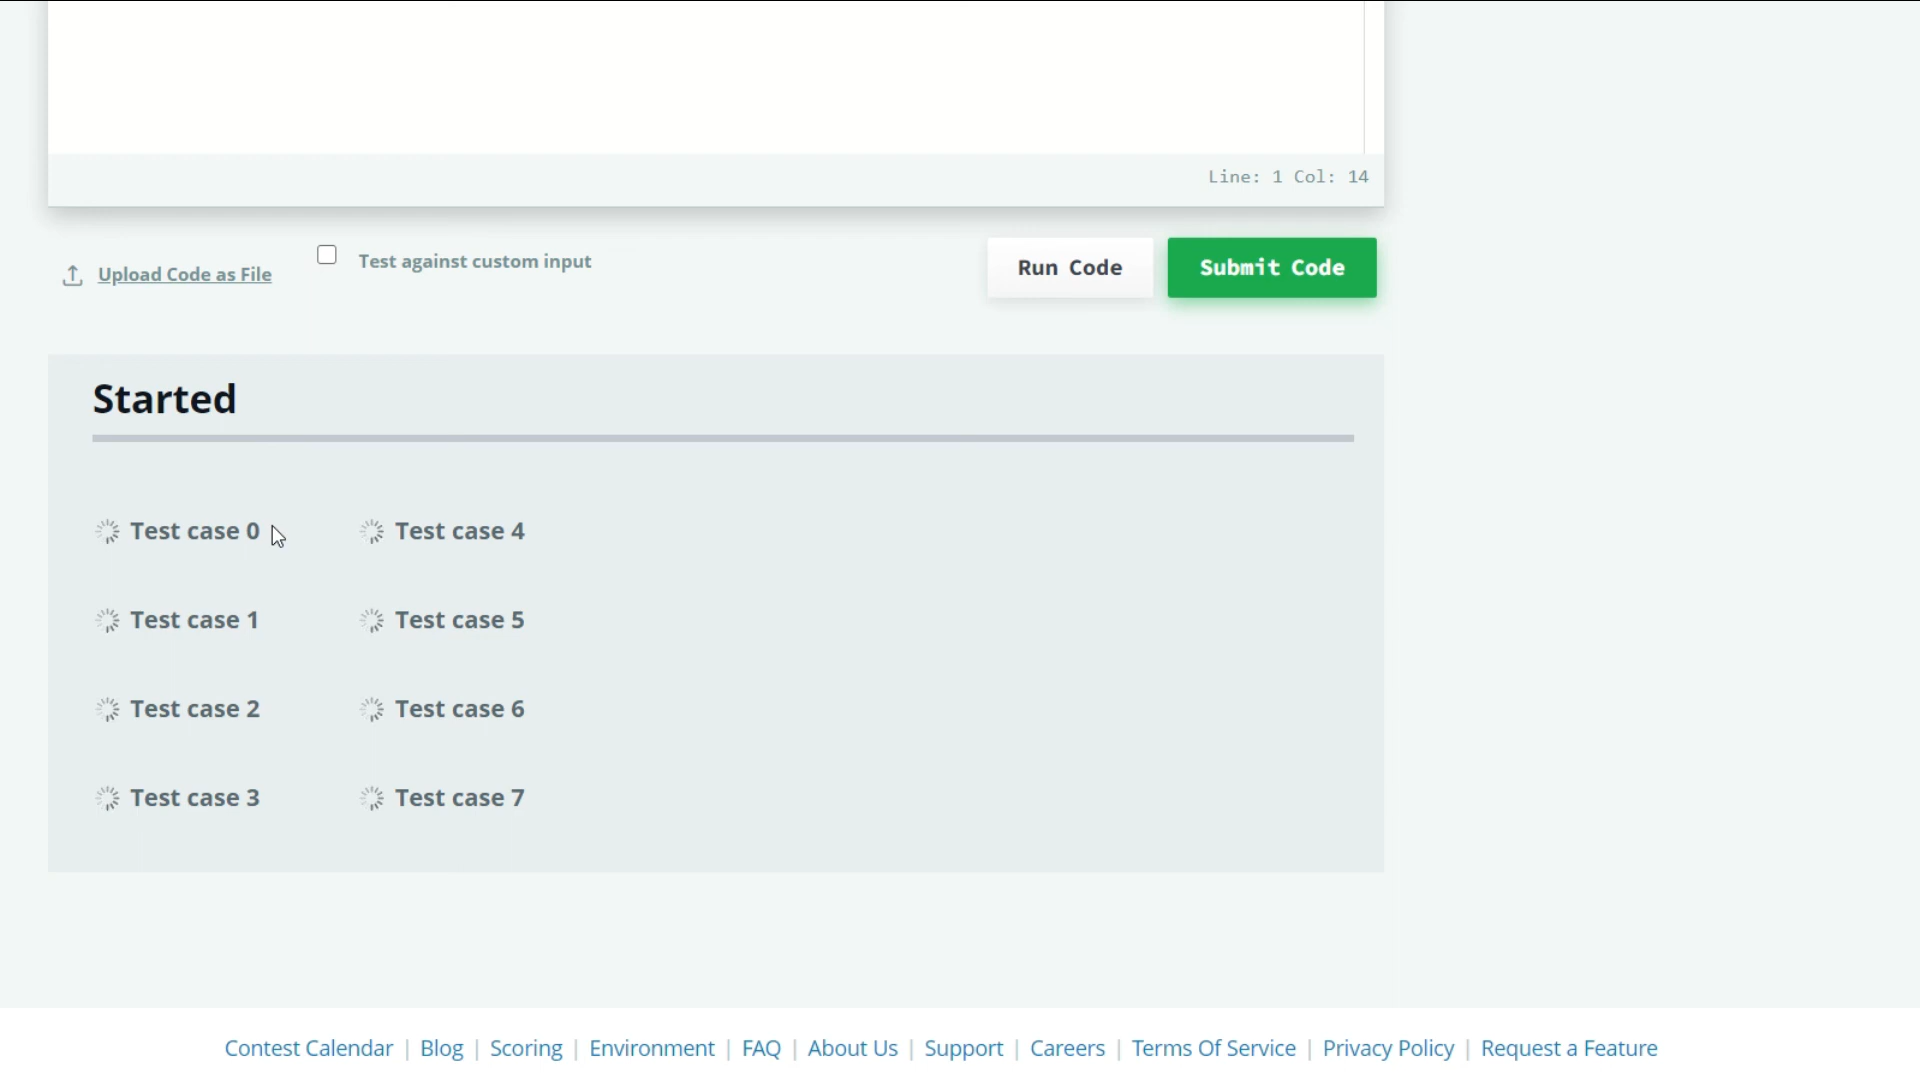 Line: 1 Col: 14
Upload Code as File
Test against custom input
Run Code
Submit Code
Started
Test case 0
Test case 4
Test case 1
Test case 5
Test case 2
Test case 6
Test case 3
Test case 7
Contest Calendar | Blog | Scoring | Environment | FAQ | About Us | Support | Careers | Terms Of Service | Privacy Policy | Request a Feature